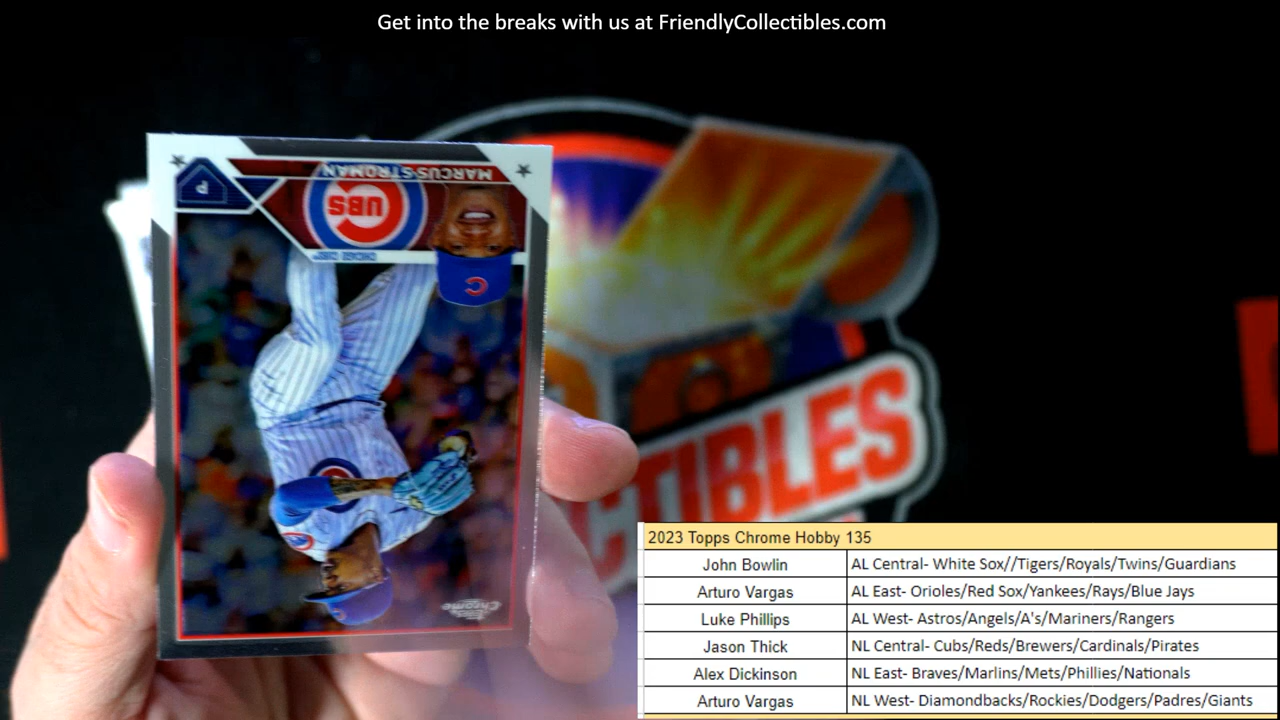 Get into the breaks with us at FriendlyCollectibles.com
MARCUS STROMAN
P
CUBS
C
Topps
Chrome
CTIBLES
2023 Topps Chrome Hobby 135
John Bowlin AL Central- White Sox//Tigers/Royals/Twins/Guardians
Arturo Vargas AL East- Orioles/Red Sox/Yankees/Rays/Blue Jays
Luke Phillips AL West- Astros/Angels/A's/Mariners/Rangers
Jason Thick NL Central- Cubs/Reds/Brewers/Cardinals/Pirates
Alex Dickinson NL East- Braves/Marlins/Mets/Phillies/Nationals
Arturo Vargas NL West- Diamondbacks/Rockies/Dodgers/Padres/Giants